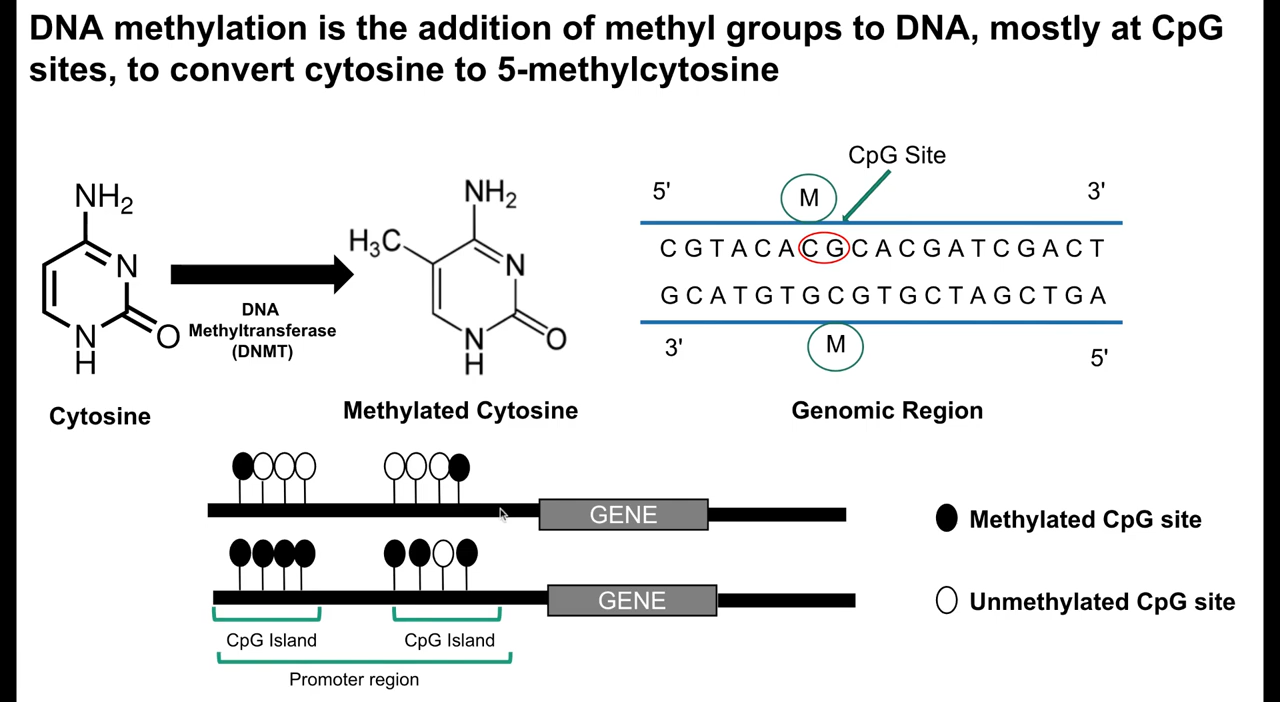 DNA methylation is the addition of methyl groups to DNA, mostly at CpG
sites, to convert cytosine to 5-methylcytosine
NH2
N
N
H
O
DNA
Methyltransferase
(DNMT)
Cytosine
NH2
H3C
N
N
H
O
Methylated Cytosine
CpG Site
5'
M
3'
C G T A C A C G C A C G A T C G A C T
G C A T G T G C G T G C T A G C T G A
3'
M
5'
Genomic Region
GENE
GENE
CpG Island
CpG Island
Promoter region
Methylated CpG site
Unmethylated CpG site